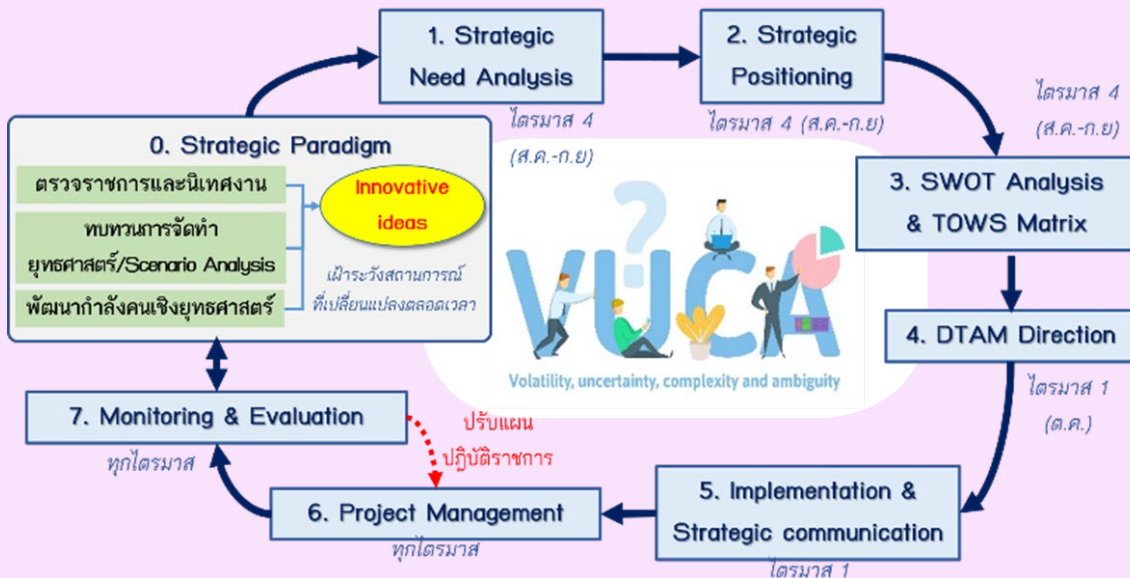 1. Strategic
Need Analysis
ไตรมาส 4
(ส.ค.-ก.ย)
2. Strategic
Positioning
ไตรมาส 4 (ส.ค.-ก.ย)
ไตรมาส 4
(ส.ค.-ก.ย)
0. Strategic Paradigm
ตรวจราชการและนิเทศงาน
ทบทวนการจัดทำ
ยุทธศาสตร์/Scenario Analysis
พัฒนากำลังคนเชิงยุทธศาสตร์
Innovative
ideas
เฝ้าระวังสถานการณ์
ที่เปลี่ยนแปลงตลอดเวลา
?
VUCA
Volatility, uncertainty, complexity and ambiguity
3. SWOT Analysis
& TOWS Matrix
4. DTAM Direction
ไตรมาส 1
(ต.ค.)
7. Monitoring & Evaluation
ทุกไตรมาส
ปรับแผน
ปฎิบัติราชการ
6. Project Management
ทุกไตรมาส
5. Implementation &
Strategic communication
ไตรมาส 1